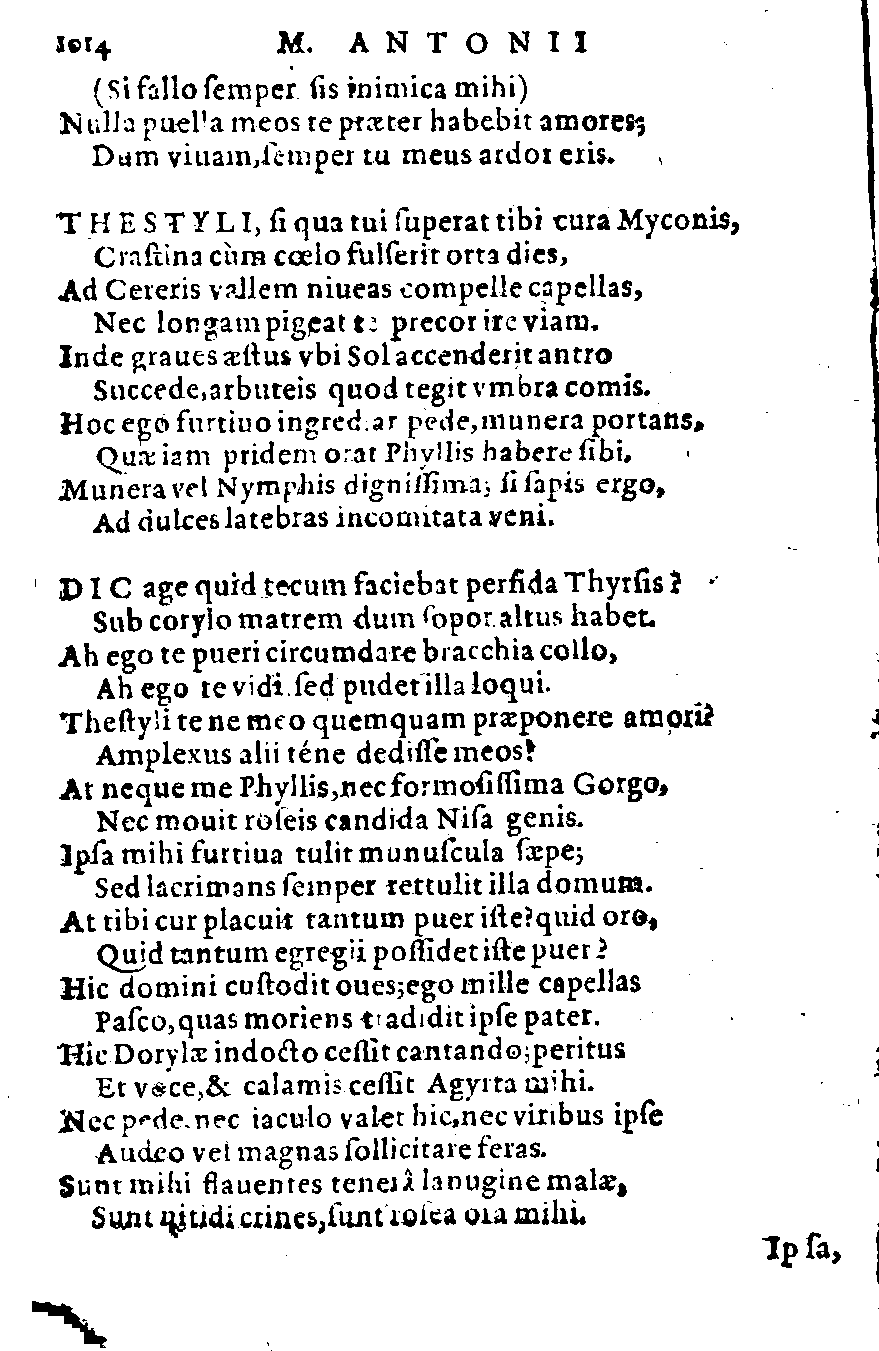 1014 M. ANTONII
(Si fallo ſemper ſis inimica mihi)
Nulla puella meos te præter habebit amores;
Dum viuam, ſemper tu meus ardor eris.
THESTYLI, ſi qua tui ſuperat tibi cura Myconis,
Craſtina cùm cœlo fulſerit orta dies,
Ad Cereris vallem niueas compelle capellas,
Nec longam pigeat te precor ire viam.
Inde graues æſtus vbi Sol accenderit antro
Succede, arbuteis quod tegit vmbra comis.
Hoc ego furtiuo ingrediar pede, munera portans,
Quæ iam pridem orat Phyllis habere ſibi,
Munera vel Nymphis digniſſima; ſi ſapis ergo,
Ad dulces latebras incomitata veni.
DIC age quid tecum faciebat perfida Thyrſis?
Sub corylo matrem dum ſopor altus habet.
Ah ego te pueri circumdare bracchia collo,
Ah ego te vidi. ſed pudet illa loqui.
Theſtyli te ne meo quemquam præponere amori?
Amplexus alii téne dediſſe meos?
At neque me Phyllis, nec formoſiſſima Gorgo,
Nec mouit roſeis candida Niſa genis.
Ipſa mihi furtiua tulit munuſcula ſæpe;
Sed lacrimans ſemper rettulit illa domum.
At tibi cur placuit tantum puer iſte? quid oro,
Quid tantum egregii poſſidet iſte puer?
Hic domini cuſtodit oues; ego mille capellas
Paſco, quas moriens tradidit ipſe pater.
Hic Dorylæ indocto ceſſit cantando; peritus
Et voce, & calamis ceſſit Agyrta mihi.
Nec pede. nec iaculo valet hic, nec viribus ipſe
Audeo vel magnas ſollicitare feras.
Sunt mihi flauentes tenerâ lanugine malæ,
Sunt nitidi crines, ſunt roſea ora mihi.
Ipſa,